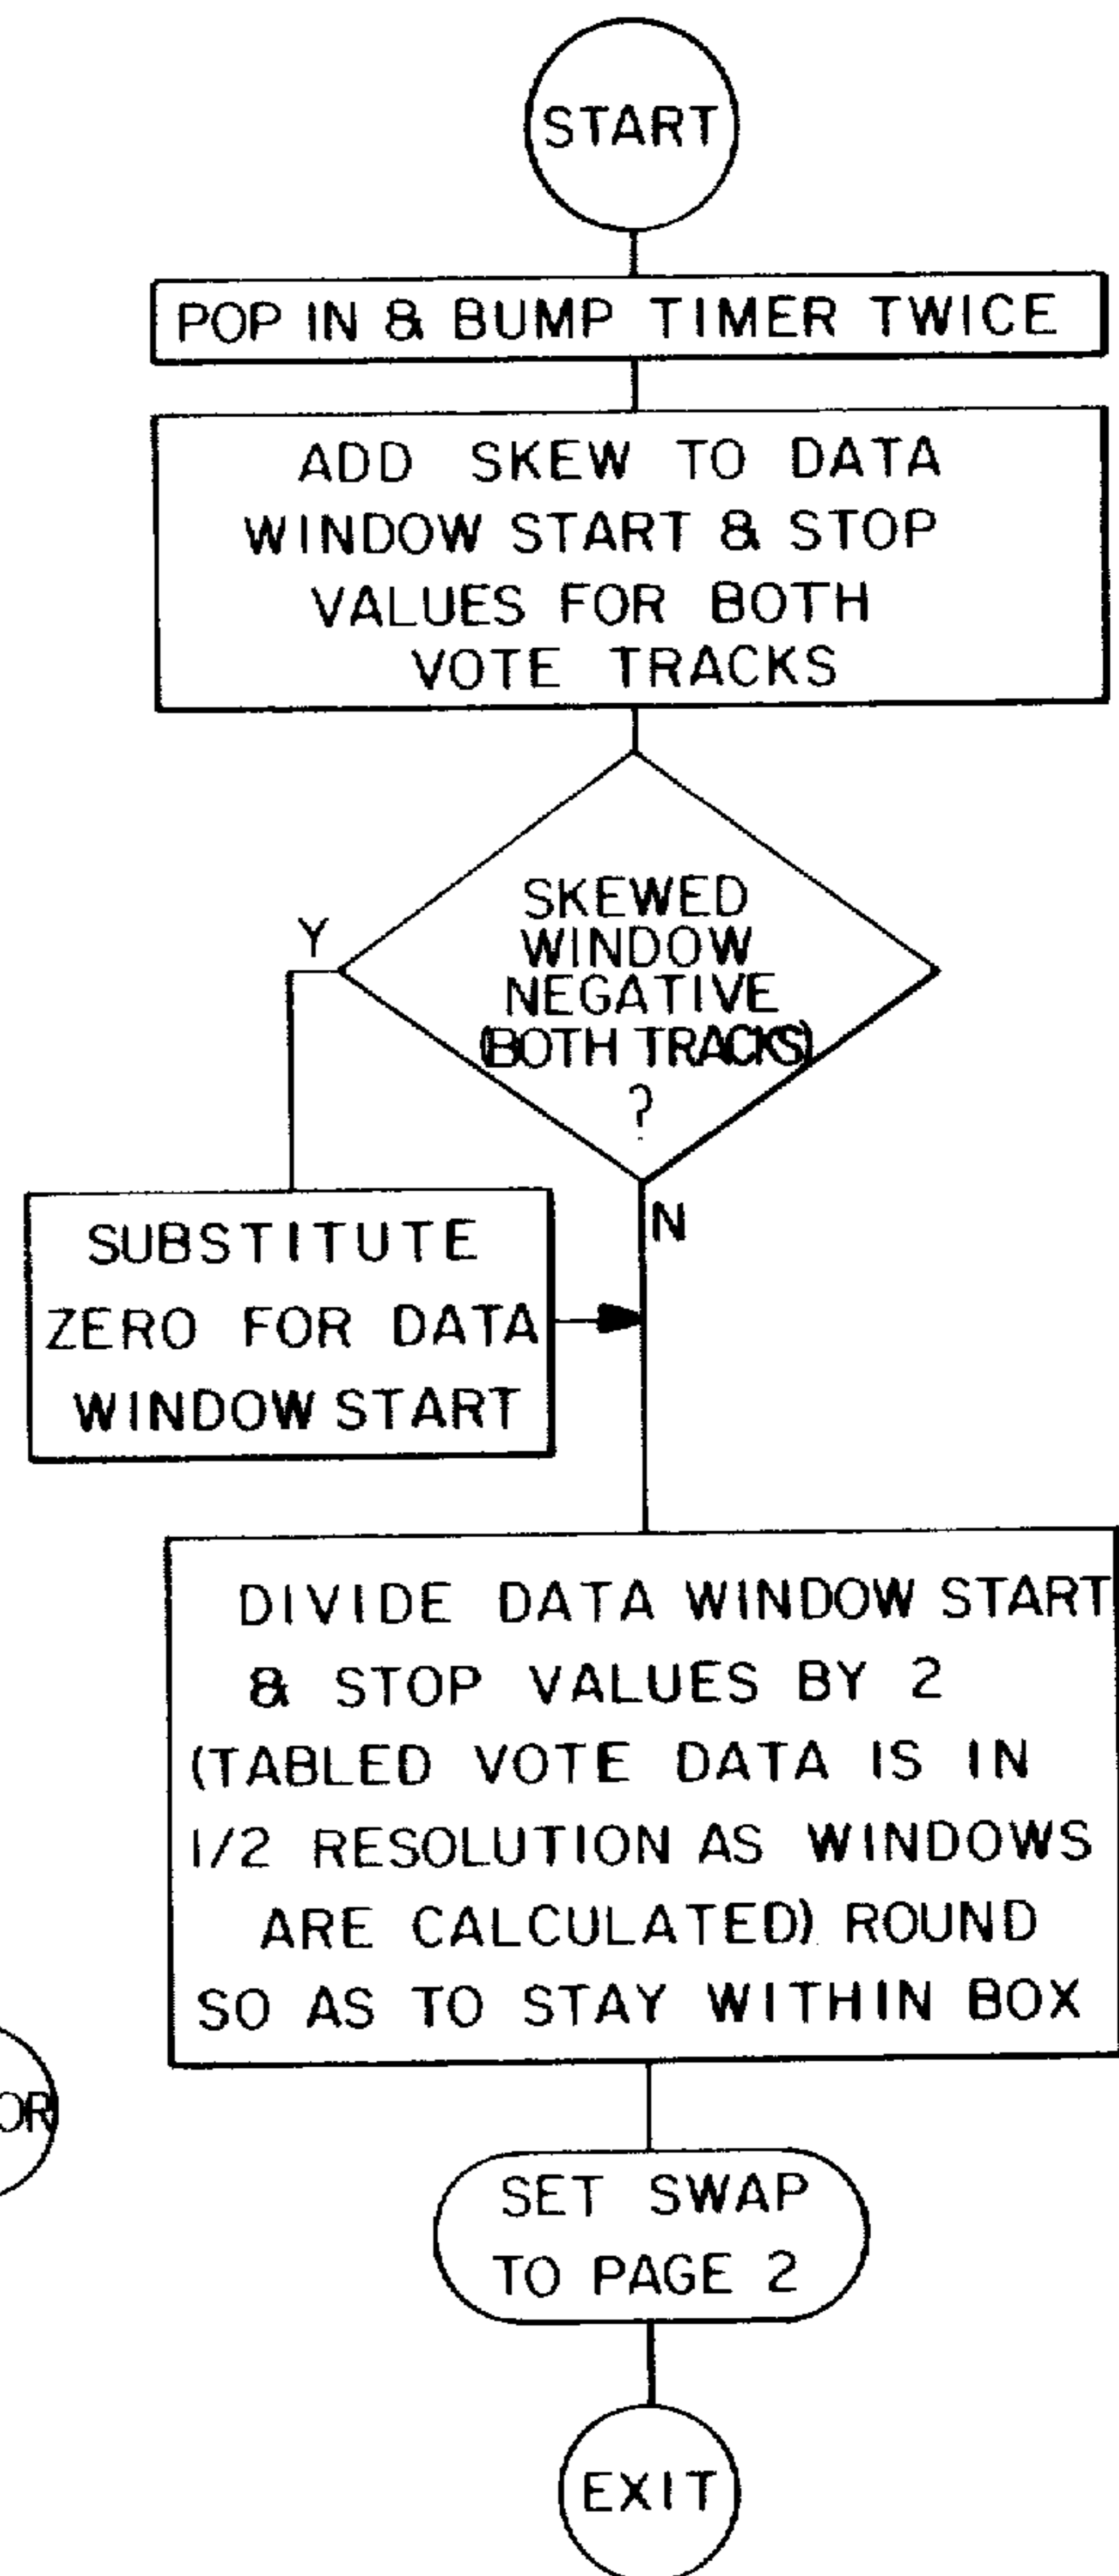 START
POP IN & BUMP TIMER TWICE
ADD SKEW TO DATA
WINDOW START & STOP
VALUES FOR BOTH
VOTE TRACKS
SKEWED
WINDOW
NEGATIVE
(BOTH TRACKS)
?
Y
N
SUBSTITUTE
ZERO FOR DATA
WINDOW START
DIVIDE DATA WINDOW START
& STOP VALUES BY 2
(TABLED VOTE DATA IS IN
1/2 RESOLUTION AS WINDOWS
ARE CALCULATED) ROUND
SO AS TO STAY WITHIN BOX
OR
SET SWAP
TO PAGE 2
EXIT